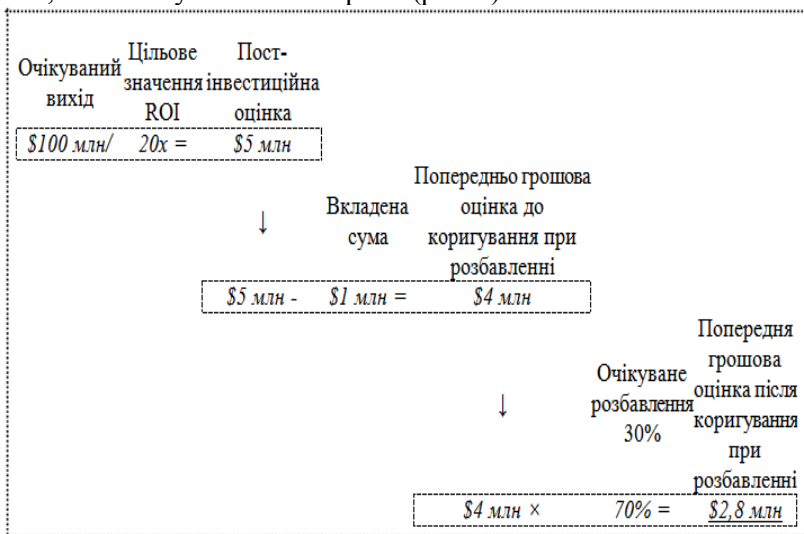 Очікуваний вихід
Цільове значення ROI
Пост-інвестиційна оцінка
$100 млн/ 20x = $5 млн
↓
Вкладена сума
Попередньо грошова оцінка до коригування при розбавленні
$5 млн - $1 млн = $4 млн
↓
Очікуване розбавлення 30%
Попередня грошова оцінка після коригування при розбавленні
$4 млн × 70% = $2,8 млн